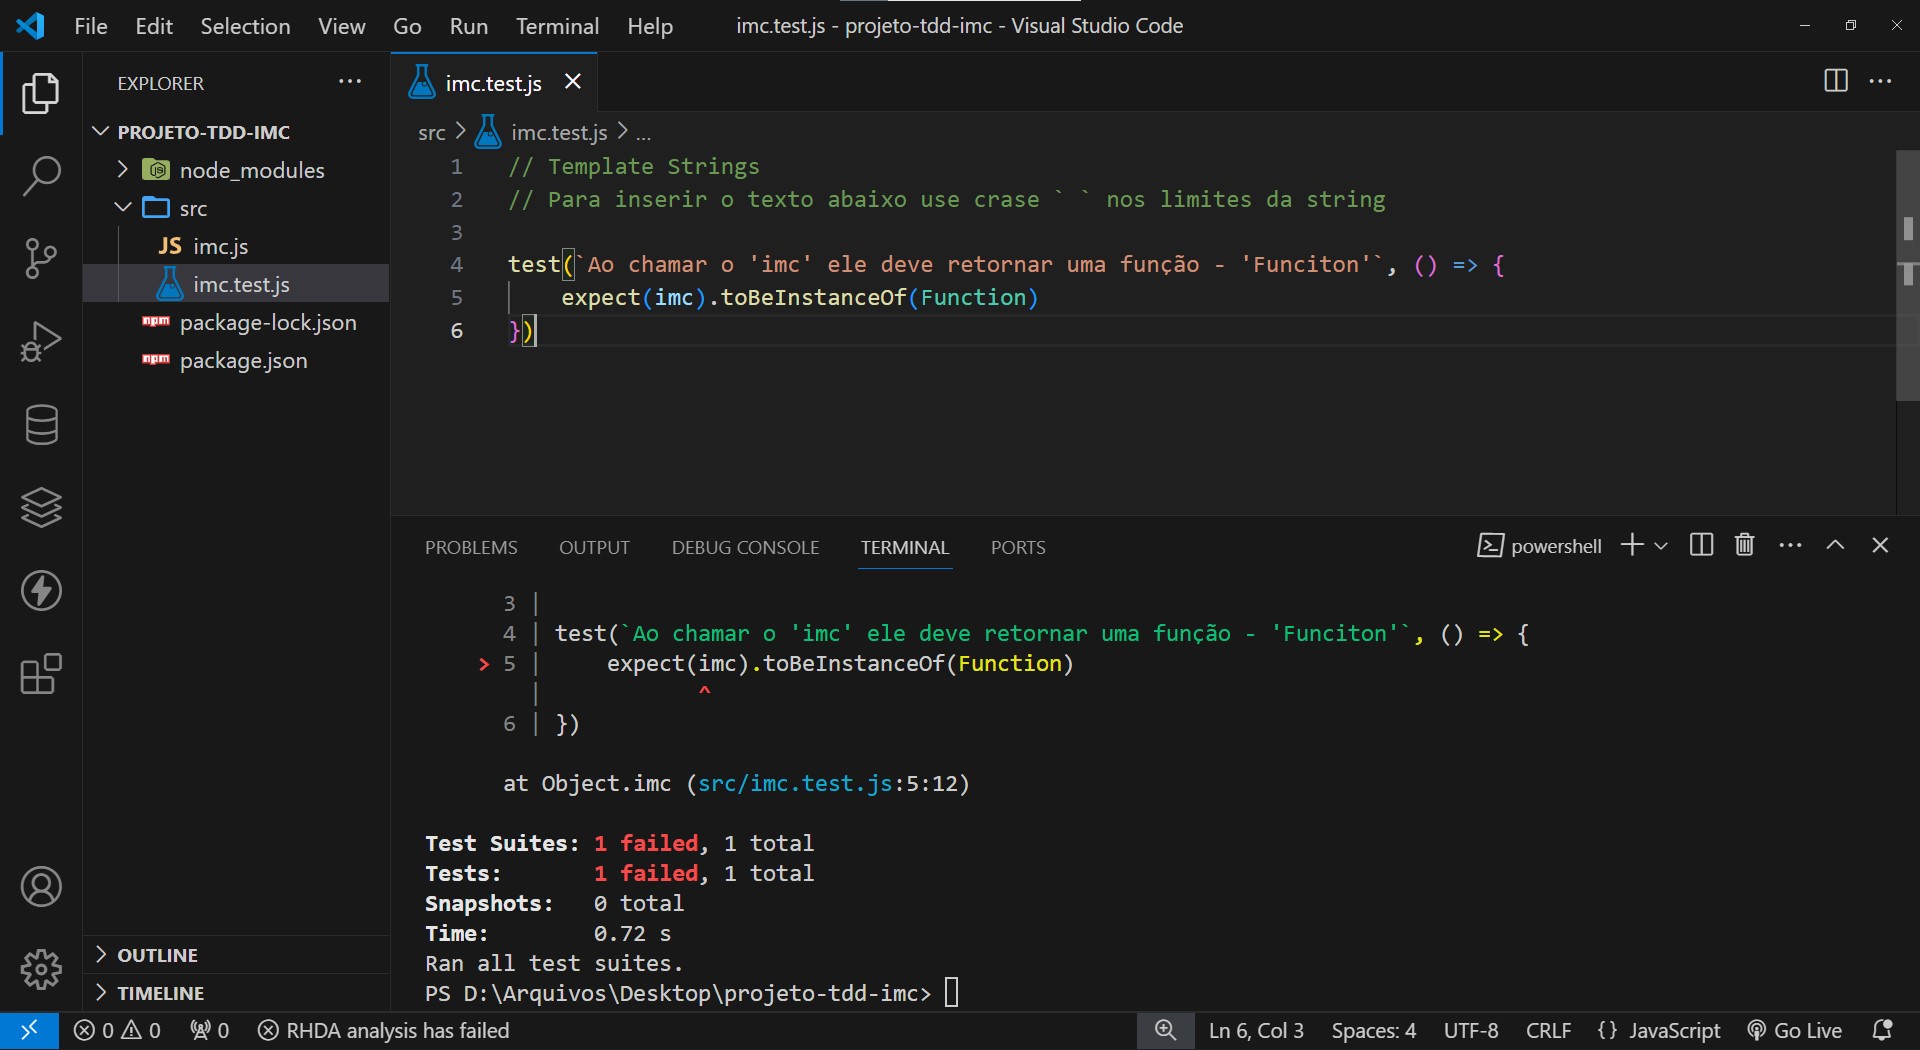 File Edit Selection View Go Run Terminal Help imc.test.js - projeto-tdd-imc - Visual Studio Code
EXPLORER
PROJETO-TDD-IMC
node_modules
src
JS imc.js
imc.test.js
npm package-lock.json
npm package.json
OUTLINE
TIMELINE
imc.test.js
src > imc.test.js > ...
1 // Template Strings
2 // Para inserir o texto abaixo use crase ` ` nos limites da string
3
4 test(`Ao chamar o 'imc' ele deve retornar uma função - 'Funciton'`, () => {
5 expect(imc).toBeInstanceOf(Function)
6 })
PROBLEMS OUTPUT DEBUG CONSOLE TERMINAL PORTS powershell
3 |
4 | test(`Ao chamar o 'imc' ele deve retornar uma função - 'Funciton'`, () => {
> 5 | expect(imc).toBeInstanceOf(Function)
| ^
6 | })
at Object.imc (src/imc.test.js:5:12)
Test Suites: 1 failed, 1 total
Tests: 1 failed, 1 total
Snapshots: 0 total
Time: 0.72 s
Ran all test suites.
PS D:\Arquivos\Desktop\projeto-tdd-imc>
0 0 0 RHDA analysis has failed Ln 6, Col 3 Spaces: 4 UTF-8 CRLF {} JavaScript Go Live